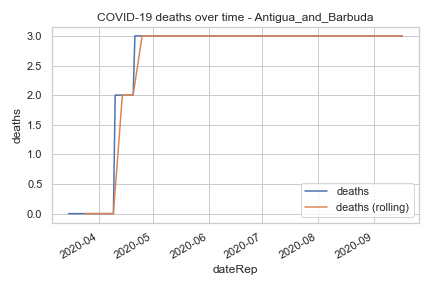 COVID-19 deaths over time - Antigua_and_Barbuda
3.0
2.5
2.0
1.5
1.0
0.5
0.0
deaths
deaths
deaths (rolling)
2020-04
2020-05
2020-06
2020-07
2020-08
2020-09
dateRep